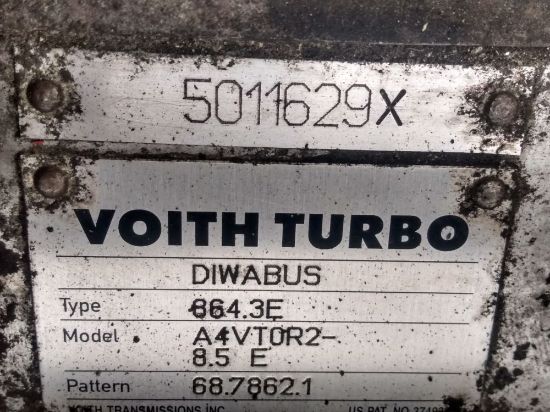 5011629X
VOITH TURBO
DIWABUS
Type 864.3E
Model A4VT0R2-
8.5 E
Pattern 68.7862.1
VOITH TRANSMISSIONS INC
US PAT. NO